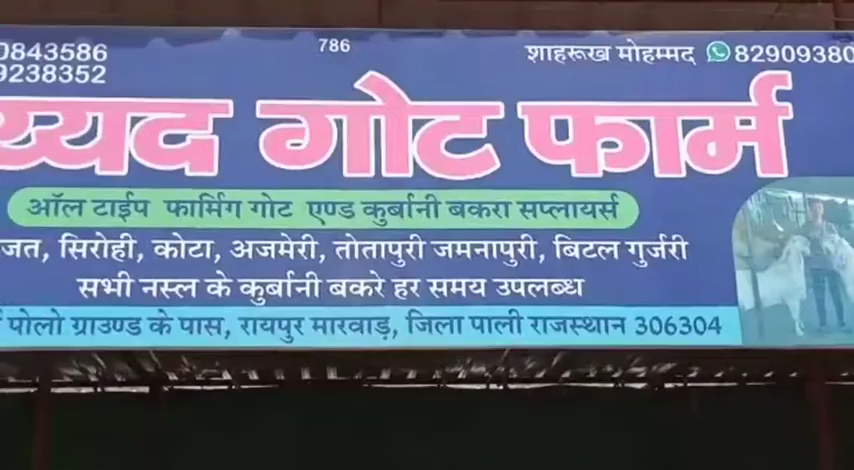 0843586 786 शाहरूख मोहम्मद 82909380
9238352
य्यद गोट फार्म
ऑल टाईप फार्मिंग गोट एण्ड कुर्बानी बकरा सप्लायर्स
जत, सिरोही, कोटा, अजमेरी, तोतापुरी जमनापुरी, बिटल गुर्जरी
सभी नस्ल के कुर्बानी बकरे हर समय उपलब्ध
पोलो ग्राउण्ड के पास, रायपुर मारवाड़, जिला पाली राजस्थान 306304